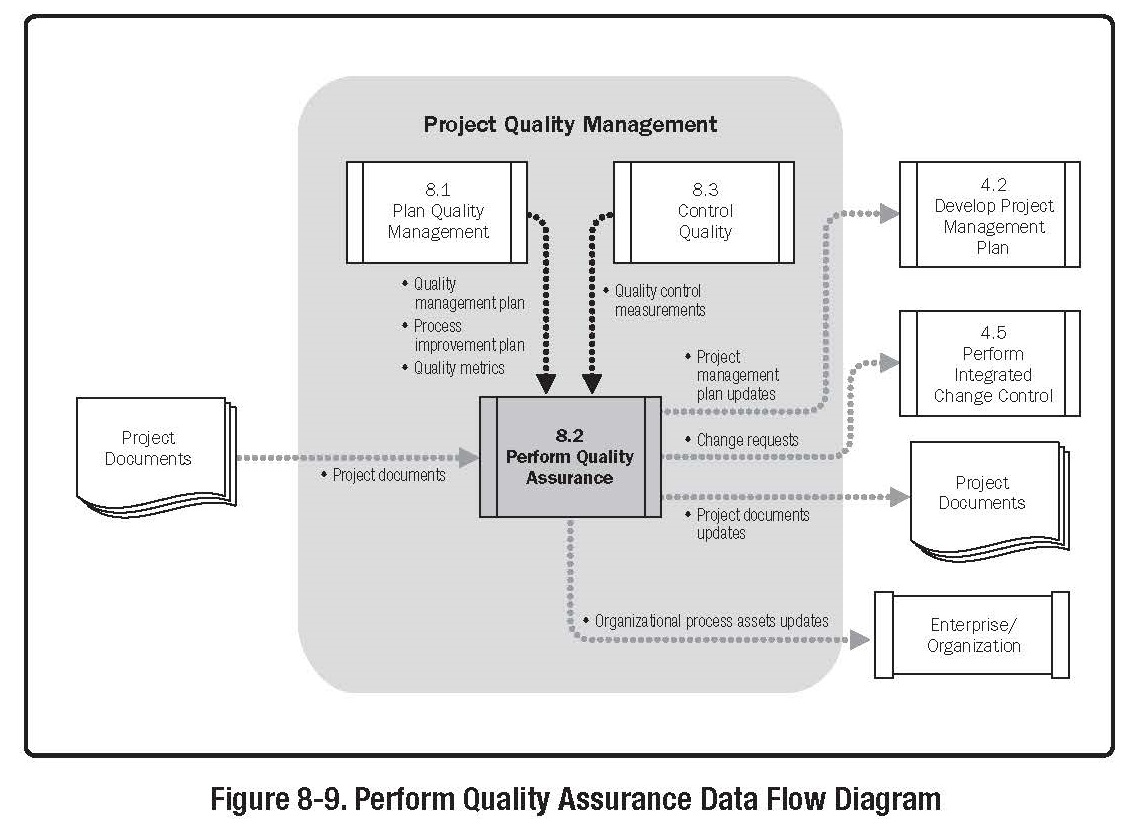 Project Quality Management
8.1
Plan Quality
Management
8.3
Control
Quality
4.2
Develop Project
Management
Plan
• Quality
management plan
• Process
improvement plan
• Quality metrics
• Quality control
measurements
4.5
Perform
Integrated
Change Control
• Project
management
plan updates
Project
Documents
• Project documents
8.2
Perform Quality
Assurance
• Change requests
• Project documents
updates
Project
Documents
• Organizational process assets updates
Enterprise/
Organization
Figure 8-9. Perform Quality Assurance Data Flow Diagram